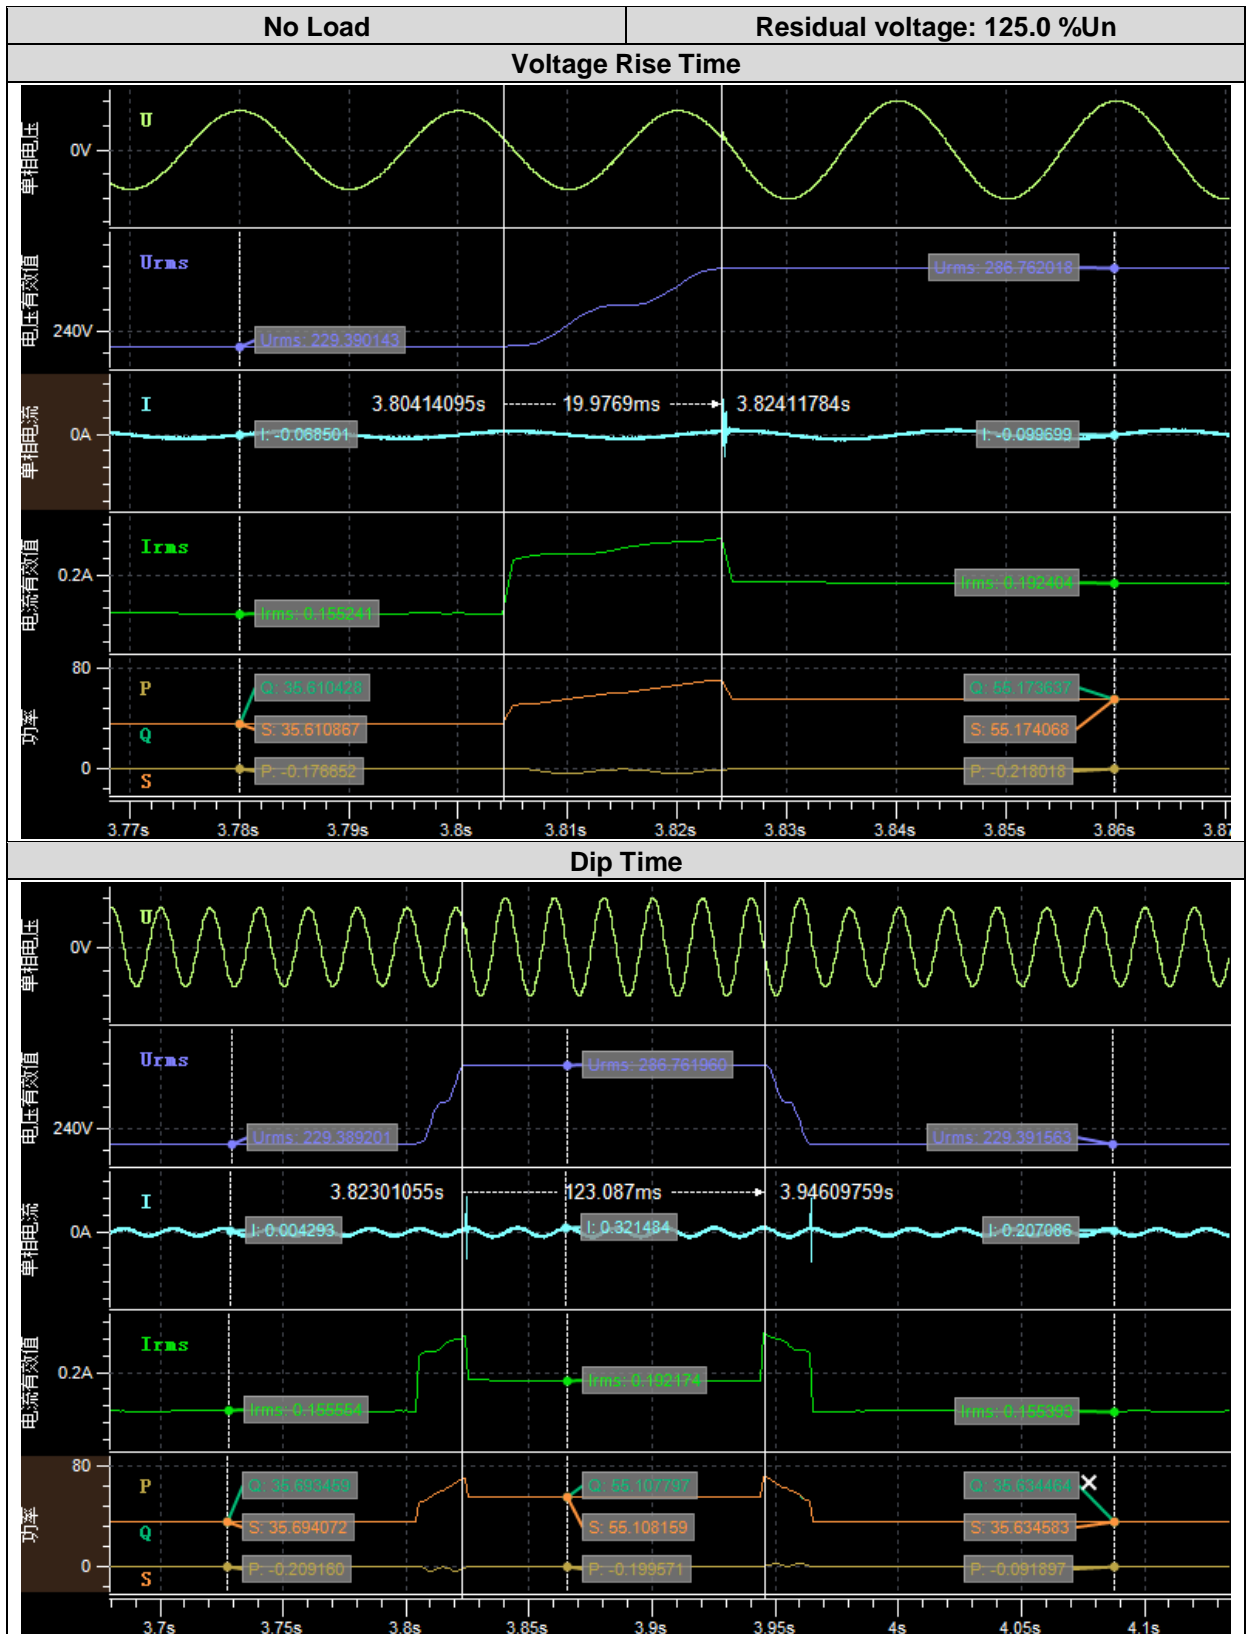 No Load
Residual voltage: 125.0 %Un
Voltage Rise Time
单相电压
U
0V
电压有效值
Urms
240V
Urms: 229.390143
Urms: 286.762018
单相电流
I
0A
3.80414095s
19.9769ms
3.82411784s
I: -0.068501
I: -0.099699
电流有效值
Irms
0.2A
Irms: 0.155241
Irms: 0.192404
功率
80
P
Q
S
0
Q: 35.610428
S: 35.610867
P: -0.176652
Q: 55.173637
S: 55.174068
P: -0.218018
3.77s 3.78s 3.79s 3.8s 3.81s 3.82s 3.83s 3.84s 3.85s 3.86s 3.87
Dip Time
单相电压
U
0V
电压有效值
Urms
240V
Urms: 229.389201
Urms: 286.761960
Urms: 229.391563
单相电流
I
0A
3.82301055s
123.087ms
3.94609759s
I: 0.004293
I: 0.321484
I: 0.207086
电流有效值
Irms
0.2A
Irms: 0.155554
Irms: 0.192174
Irms: 0.155393
功率
80
P
Q
S
0
Q: 35.693459
S: 35.694072
P: -0.209160
Q: 55.107797
S: 55.108159
P: -0.199571
Q: 35.634464
S: 35.634583
P: -0.091897
3.7s 3.75s 3.8s 3.85s 3.9s 3.95s 4s 4.05s 4.1s